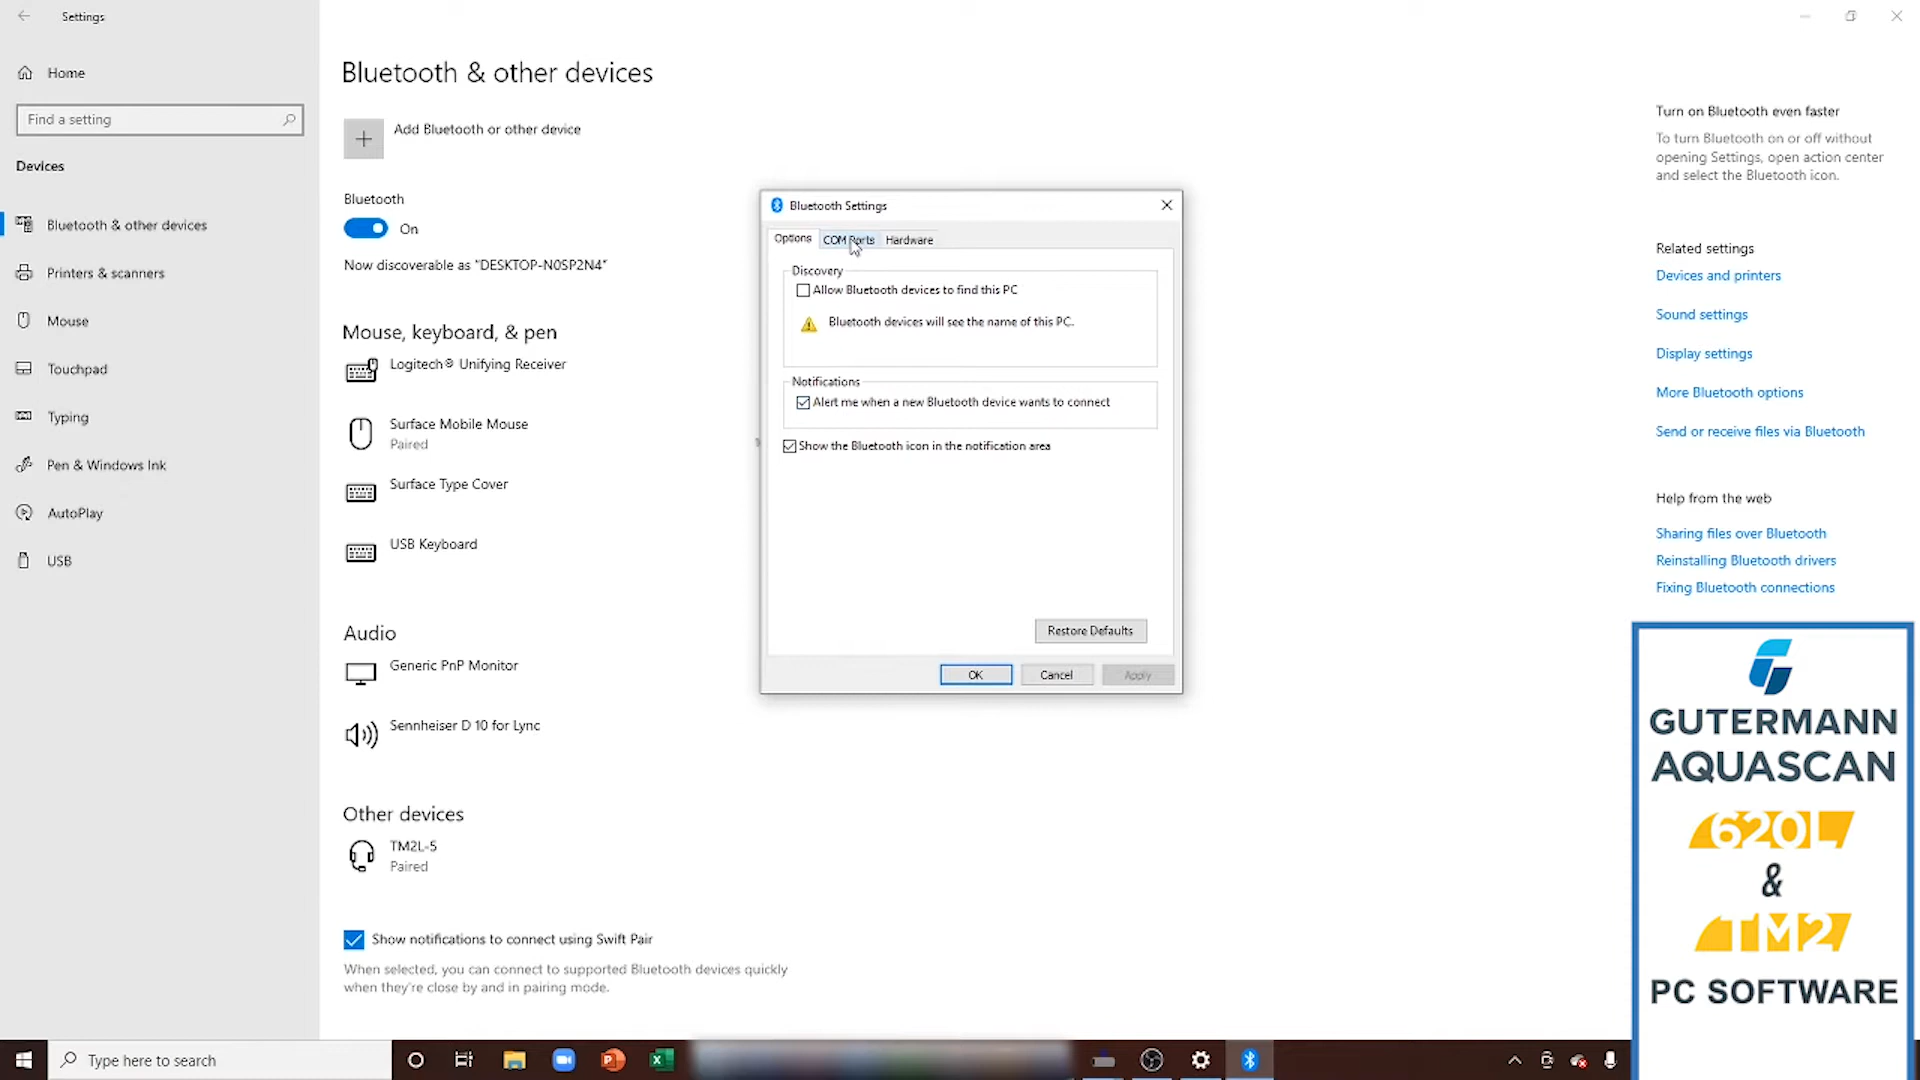 Settings
Home
Find a setting
Devices
Bluetooth & other devices
Printers & scanners
Mouse
Touchpad
Typing
Pen & Windows Ink
AutoPlay
USB
Bluetooth & other devices
Add Bluetooth or other device
Bluetooth
On
Now discoverable as "DESKTOP-N0SP2N4"
Mouse, keyboard, & pen
Logitech® Unifying Receiver
Surface Mobile Mouse
Paired
Surface Type Cover
USB Keyboard
Audio
Generic PnP Monitor
Sennheiser D 10 for Lync
Other devices
TM2L-5
Paired
Show notifications to connect using Swift Pair
When selected, you can connect to supported Bluetooth devices quickly
when they're close by and in pairing mode.
Bluetooth Settings
Options COM Ports Hardware
Discovery
Allow Bluetooth devices to find this PC
Bluetooth devices will see the name of this PC.
Notifications
Alert me when a new Bluetooth device wants to connect
Show the Bluetooth icon in the notification area
Restore Defaults
OK Cancel Apply
Turn on Bluetooth even faster
To turn Bluetooth on or off without
opening Settings, open action center
and select the Bluetooth icon.
Related settings
Devices and printers
Sound settings
Display settings
More Bluetooth options
Send or receive files via Bluetooth
Help from the web
Sharing files over Bluetooth
Reinstalling Bluetooth drivers
Fixing Bluetooth connections
GUTERMANN
AQUASCAN
620L
&
TM2
PC SOFTWARE
Type here to search